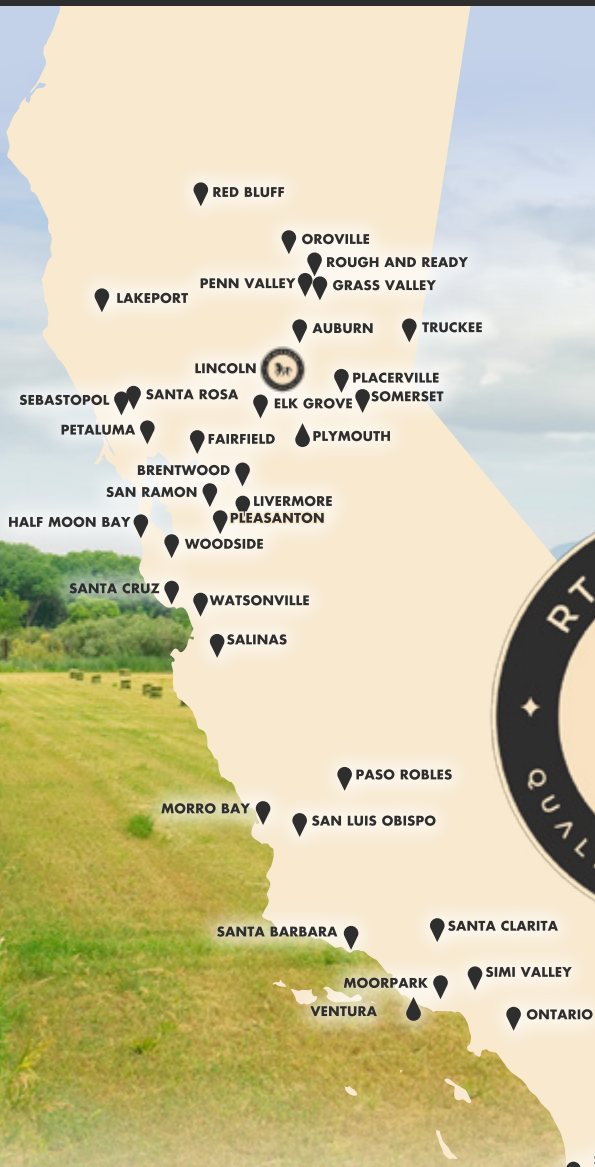 RED BLUFF
OROVILLE
ROUGH AND READY
PENN VALLEY
GRASS VALLEY
LAKEPORT
AUBURN
TRUCKEE
LINCOLN
PLACERVILLE
SEBASTOPOL
SANTA ROSA
ELK GROVE
SOMERSET
PETALUMA
FAIRFIELD
PLYMOUTH
BRENTWOOD
SAN RAMON
LIVERMORE
HALF MOON BAY
PLEASANTON
WOODSIDE
SANTA CRUZ
WATSONVILLE
RT
SALINAS
QUAL
PASO ROBLES
MORRO BAY
SAN LUIS OBISPO
SANTA BARBARA
SANTA CLARITA
MOORPARK
SIMI VALLEY
VENTURA
ONTARIO